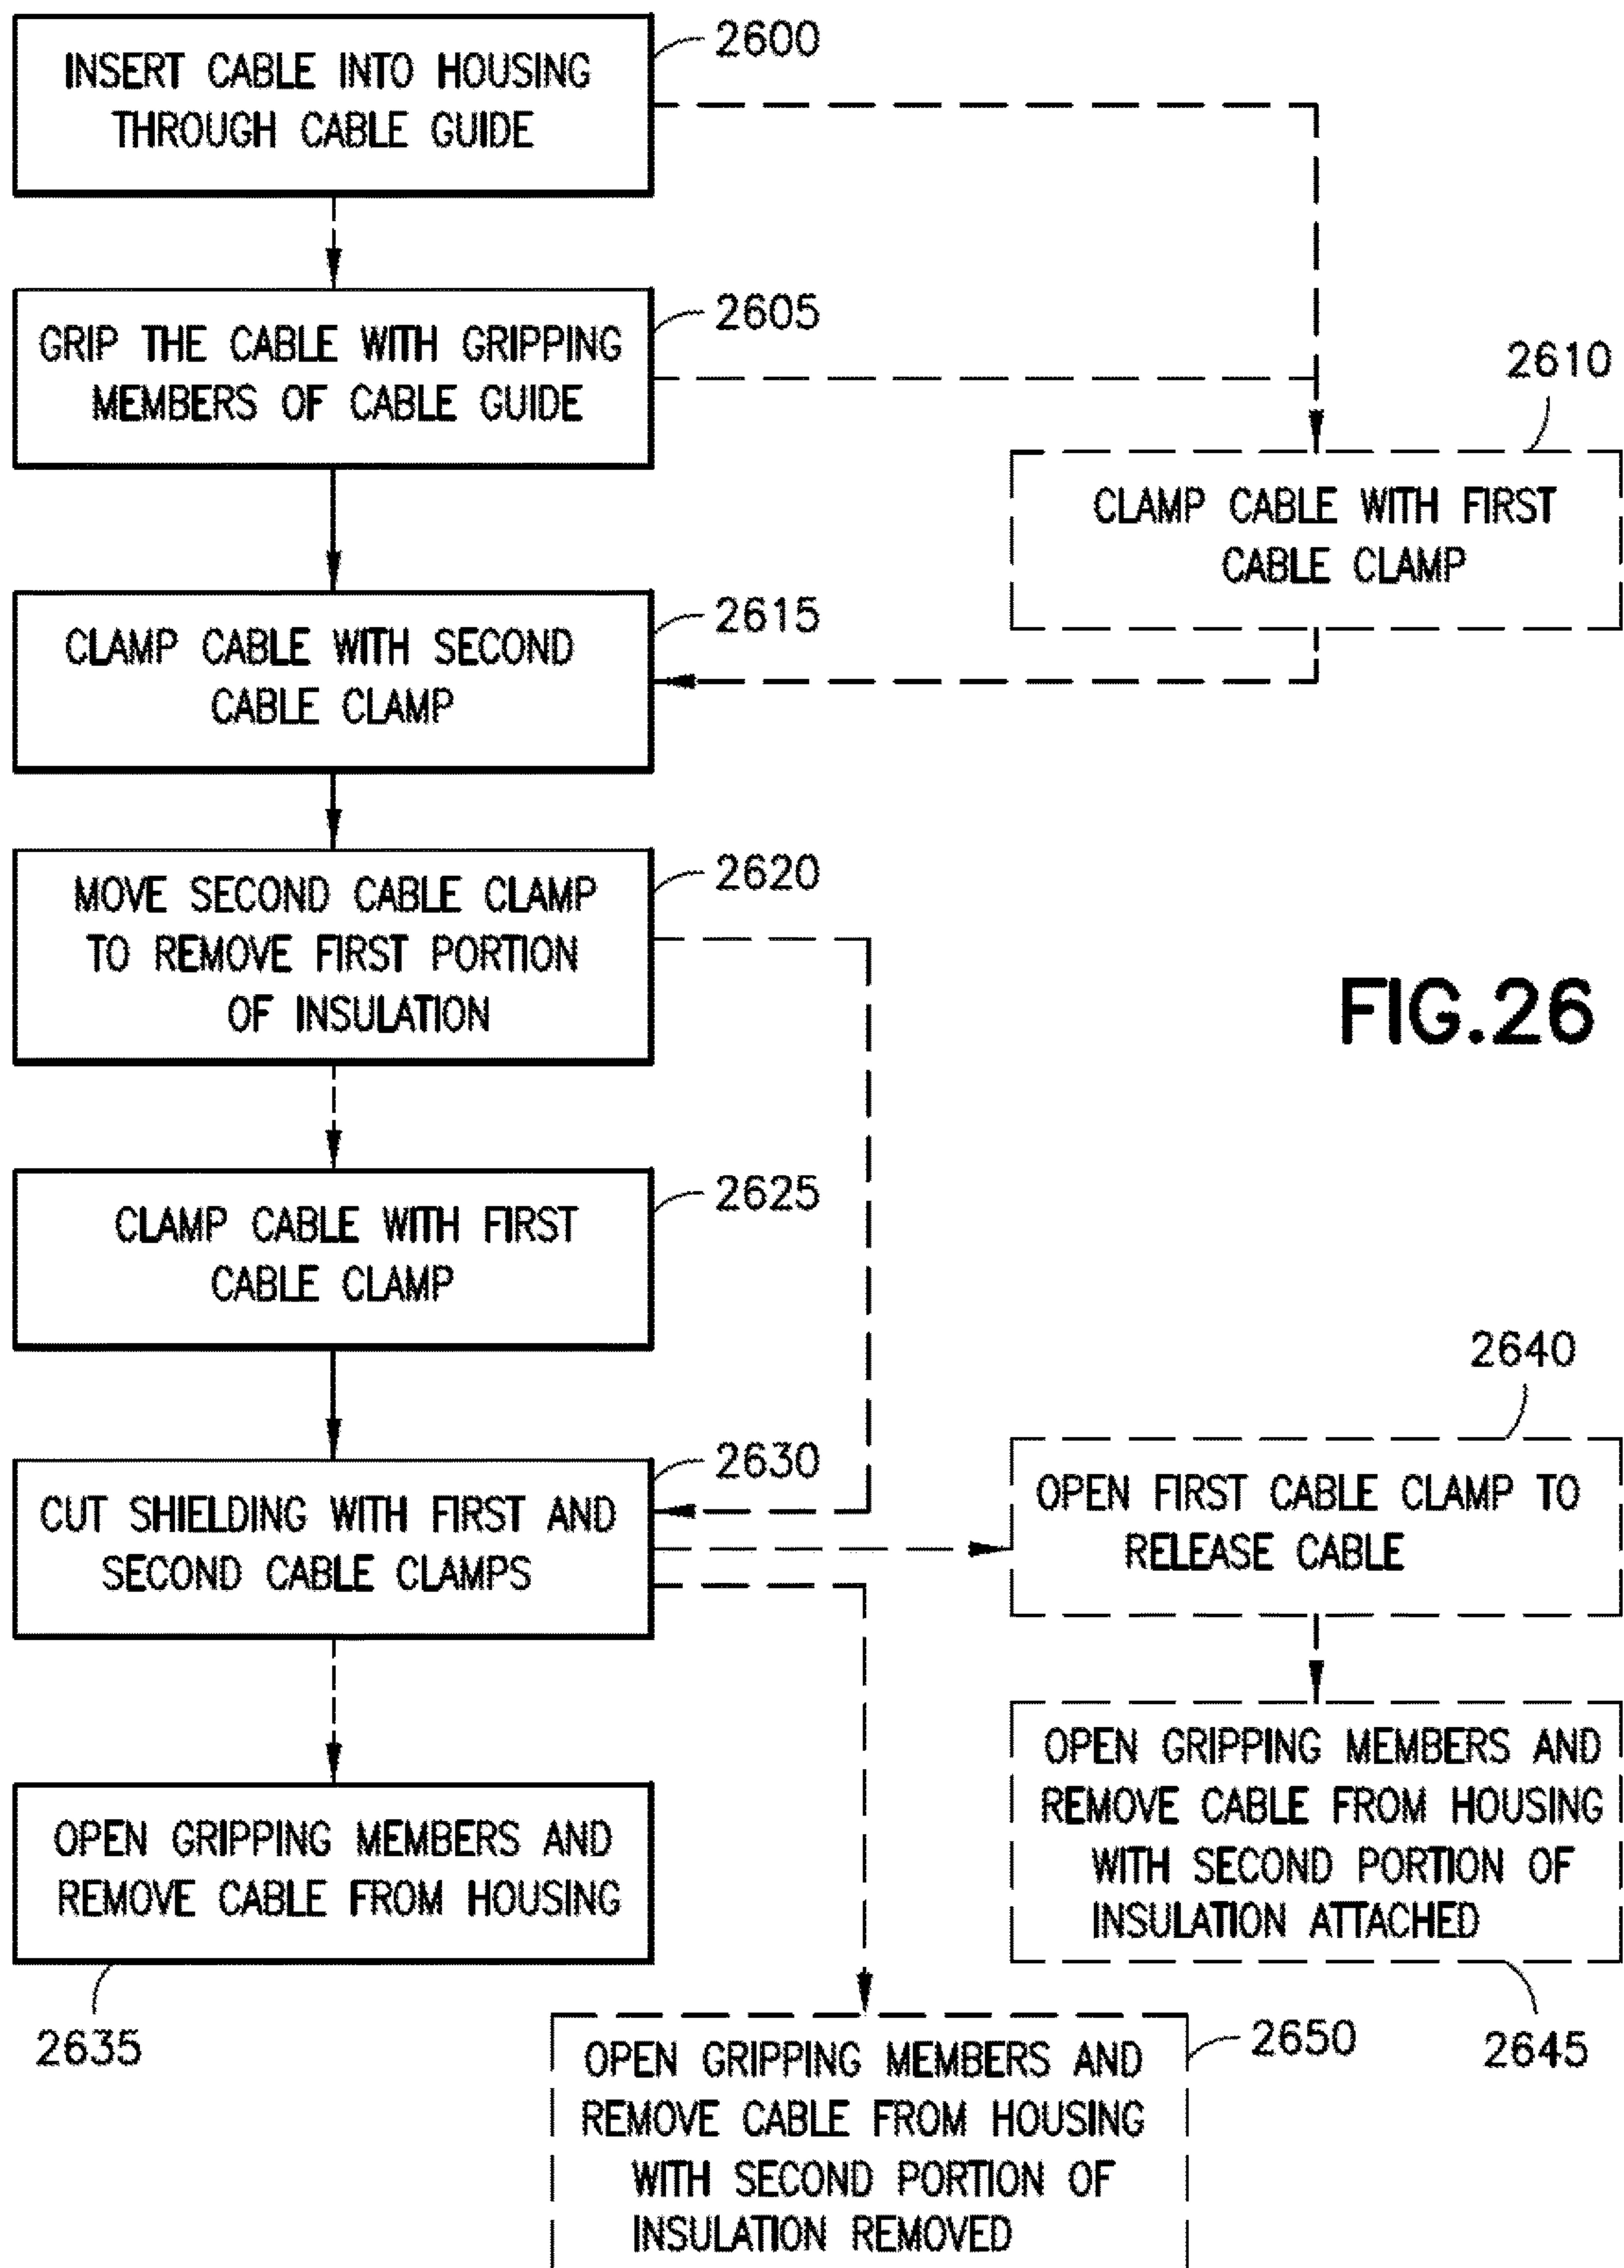 INSERT CABLE INTO HOUSING
THROUGH CABLE GUIDE
2600
GRIP THE CABLE WITH GRIPPING
MEMBERS OF CABLE GUIDE
2605
2610
CLAMP CABLE WITH FIRST
CABLE CLAMP
CLAMP CABLE WITH SECOND
CABLE CLAMP
2615
MOVE SECOND CABLE CLAMP
TO REMOVE FIRST PORTION
OF INSULATION
2620
FIG.26
CLAMP CABLE WITH FIRST
CABLE CLAMP
2625
CUT SHIELDING WITH FIRST AND
SECOND CABLE CLAMPS
2630
2640
OPEN FIRST CABLE CLAMP TO
RELEASE CABLE
OPEN GRIPPING MEMBERS AND
REMOVE CABLE FROM HOUSING
WITH SECOND PORTION OF
INSULATION ATTACHED
2645
OPEN GRIPPING MEMBERS AND
REMOVE CABLE FROM HOUSING
2635
OPEN GRIPPING MEMBERS AND
REMOVE CABLE FROM HOUSING
WITH SECOND PORTION OF
INSULATION REMOVED
2650